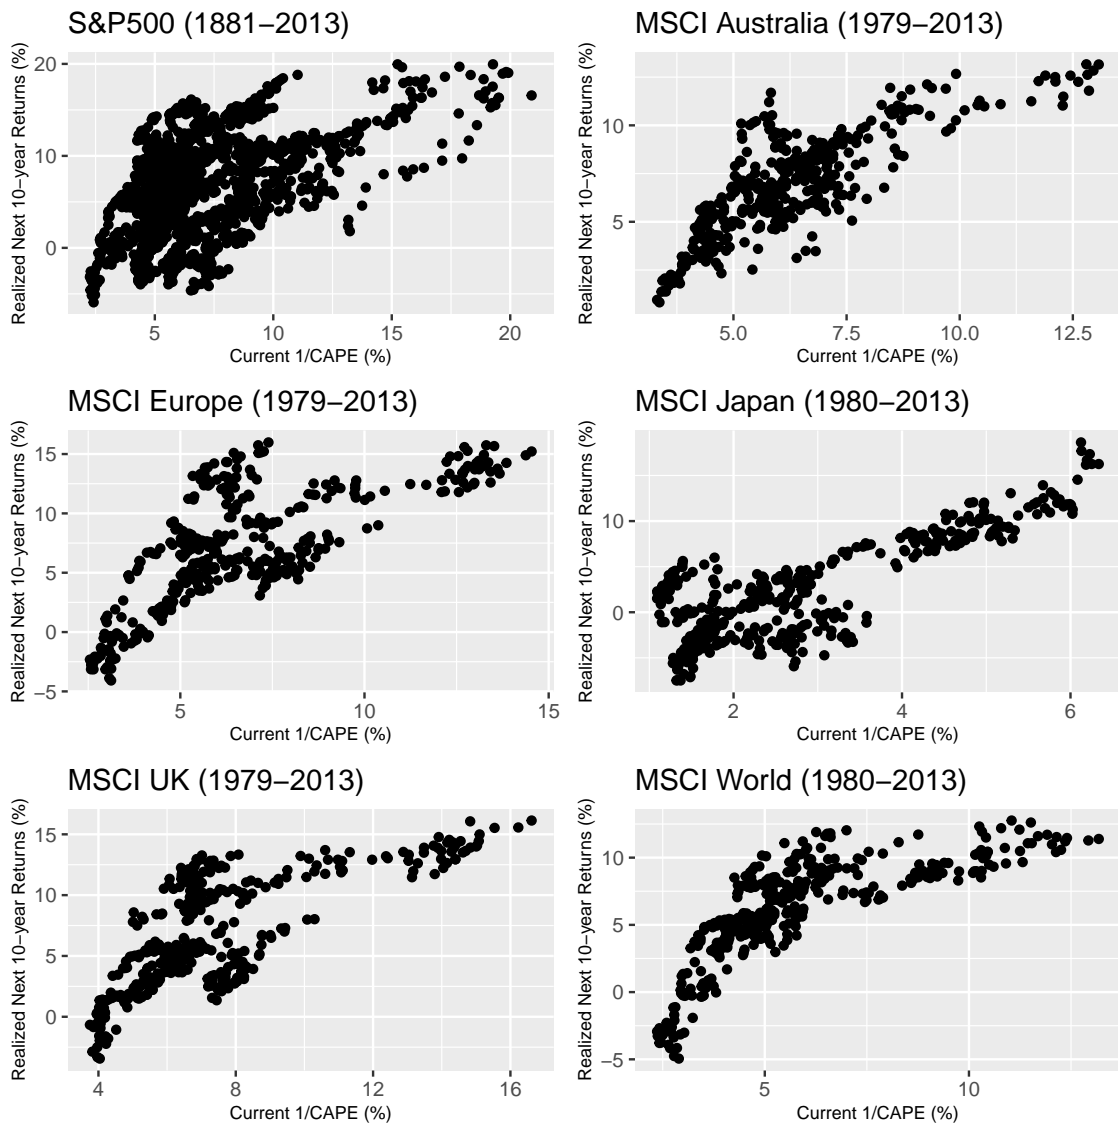 S&P500 (1881–2013)
Realized Next 10–year Returns (%)
20
10
0
5
10
15
20
Current 1/CAPE (%)
MSCI Australia (1979–2013)
Realized Next 10–year Returns (%)
10
5
5.0
7.5
10.0
12.5
Current 1/CAPE (%)
MSCI Europe (1979–2013)
Realized Next 10–year Returns (%)
15
10
5
0
–5
5
10
15
Current 1/CAPE (%)
MSCI Japan (1980–2013)
Realized Next 10–year Returns (%)
10
0
2
4
6
Current 1/CAPE (%)
MSCI UK (1979–2013)
Realized Next 10–year Returns (%)
15
10
5
0
4
8
12
16
Current 1/CAPE (%)
MSCI World (1980–2013)
Realized Next 10–year Returns (%)
10
5
0
–5
5
10
Current 1/CAPE (%)